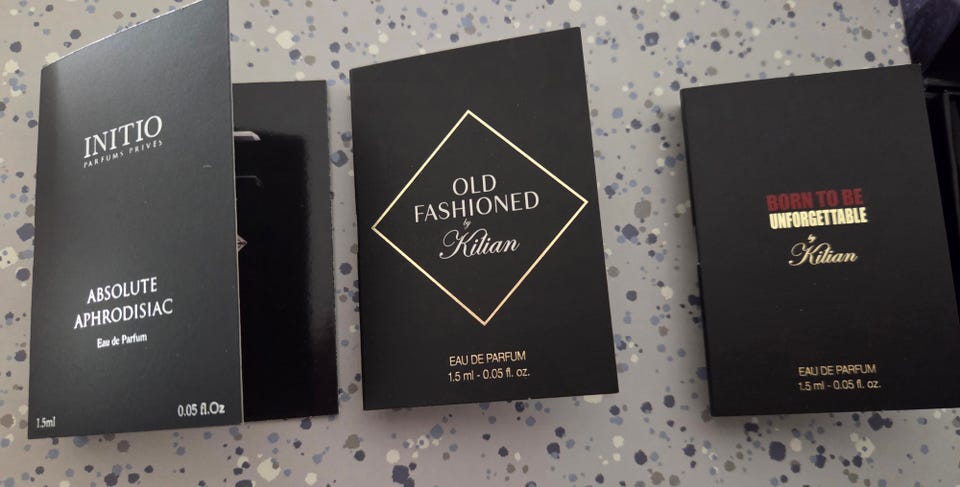 INITIO
PARFUMS PRIVÉS
ABSOLUTE
APHRODISIAC
Eau de Parfum
1.5ml
0.05 fl.Oz
OLD
FASHIONED
by
Kilian
EAU DE PARFUM
1.5 ml - 0.05 fl. oz.
BORN TO BE
UNFORGETTABLE
by
Kilian
EAU DE PARFUM
1.5 ml - 0.05 fl. oz.